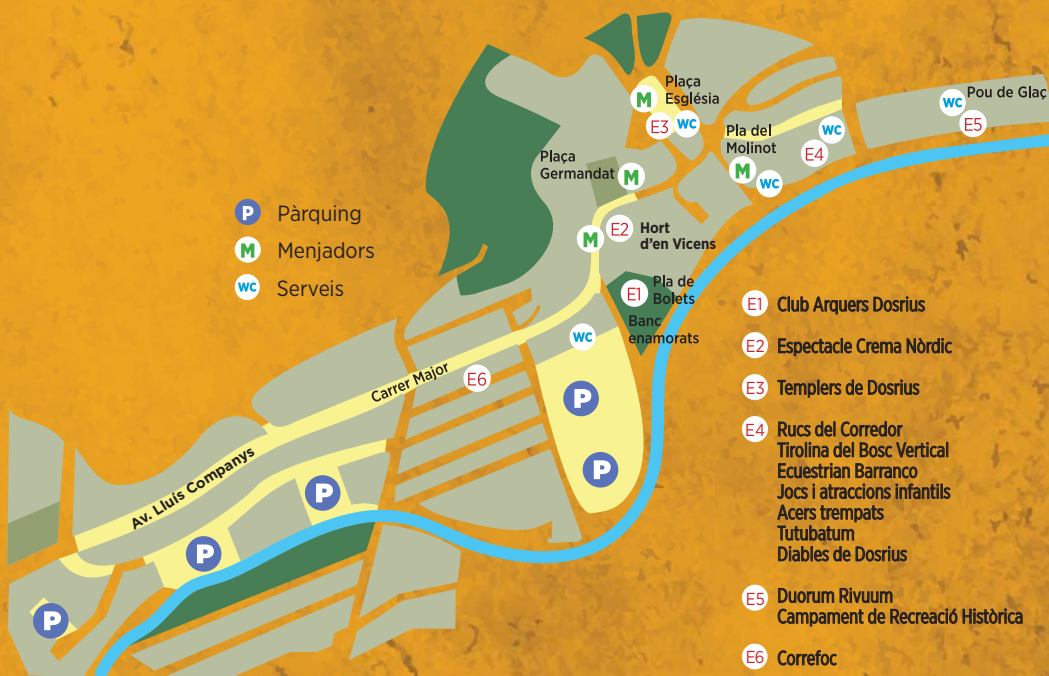 Plaça
Església
M
E3
WC
Pou de Glaç
WC
E5
Pla del
Molinot
WC
E4
M
WC
Plaça
Germandat
M
M
E2
Hort
d'en Vicens
E1
Pla de
Bolets
Banc
enamorats
WC
P
Pàrquing
M
Menjadors
WC
Serveis
Carrer Major
E6
P
P
Av. Lluís Companys
P
P
P
E1 Club Arquers Dosrius
E2 Espectacle Crema Nòrdic
E3 Templers de Dosrius
E4 Rucs del Corredor
Tirolina del Bosc Vertical
Ecuestrian Barranco
Jocs i atraccions infantils
Acers trempats
Tutubatum
Diables de Dosrius
E5 Duorum Rivuum
Campament de Recreació Històrica
E6 Correfoc